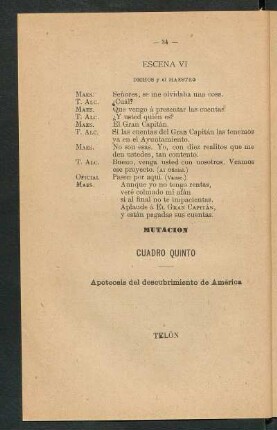 — 34 —
ESCENA VI
DICHOS y el MAESTRO
MAES. Señores, se me olvidaba una cosa.
T. ALC. ¿Cuál?
MAES. Que vengo á presentar las cuentas!
T. ALC ¿Y usted quién es?
MAES. El Gran Capitán.
T. ALC. Si las cuentas del Gran Capitán las tenemos
ya en el Ayuntamiento.
MAES. No son esas. Yo, con diez realitos que me
den ustedes, tan contento.
T. ALC. Bueno, venga usted con nosotros. Veamos
ese proyecto. (Al OFICIAL.)
OFICIAL Pasen por aquí. (Vanse.)
MAES. Aunque yo no tengo rentas,
veré colmado mi afán
si al final no te impacientas,
Aplaude á EL GRAN CAPITÁN,
y están pagadas sus cuentas.
MUTACION
CUADRO QUINTO
Apoteosis del descubrimiento de América
TELÓN